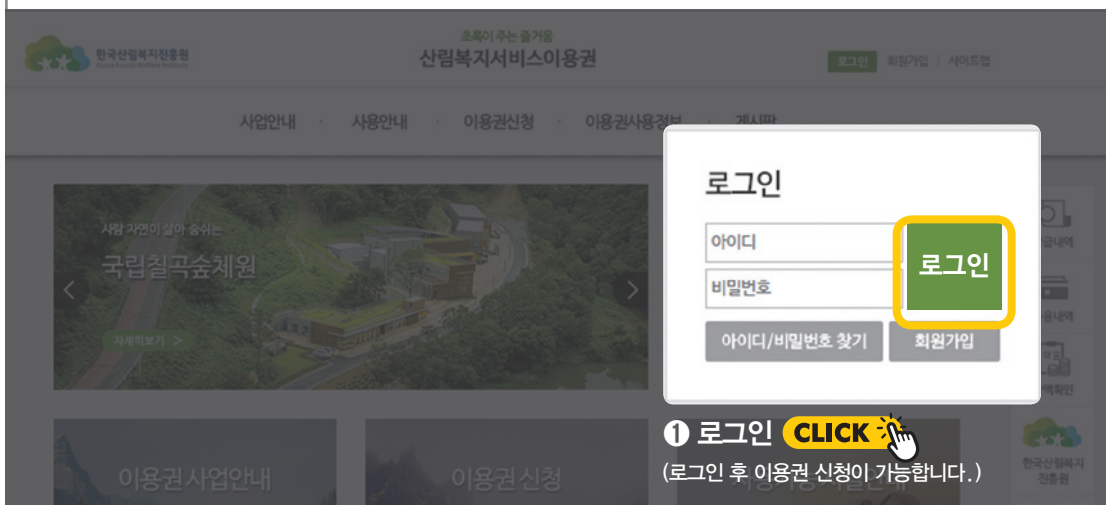 한국산림복지진흥원
Korea Forest Welfare Institute
초록이 주는 즐거움
산림복지서비스이용권
로그인 회원가입 | 사이트맵
사업안내 · 사용안내 · 이용권신청 · 이용권사용정보 · 게시판
사람 자연이 살아 숨쉬는
국립칠곡숲체원
자세히보기 >
로그인
아이디
비밀번호
로그인
아이디/비밀번호 찾기
회원가입
한국산림복지
진흥원
❶ 로그인 CLICK
(로그인 후 이용권 신청이 가능합니다.)
이용권 사업안내
이용권 신청